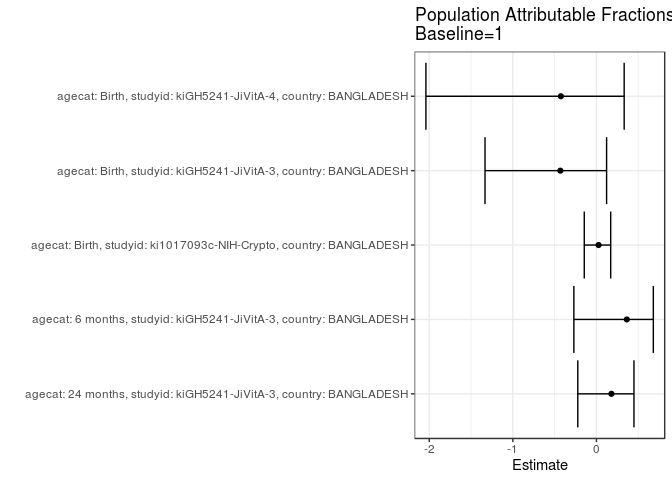 Population Attributable Fractions
Baseline=1
agecat: Birth, studyid: kiGH5241-JiVitA-4, country: BANGLADESH
agecat: Birth, studyid: kiGH5241-JiVitA-3, country: BANGLADESH
agecat: Birth, studyid: ki1017093c-NIH-Crypto, country: BANGLADESH
agecat: 6 months, studyid: kiGH5241-JiVitA-3, country: BANGLADESH
agecat: 24 months, studyid: kiGH5241-JiVitA-3, country: BANGLADESH
-2 -1 0
Estimate